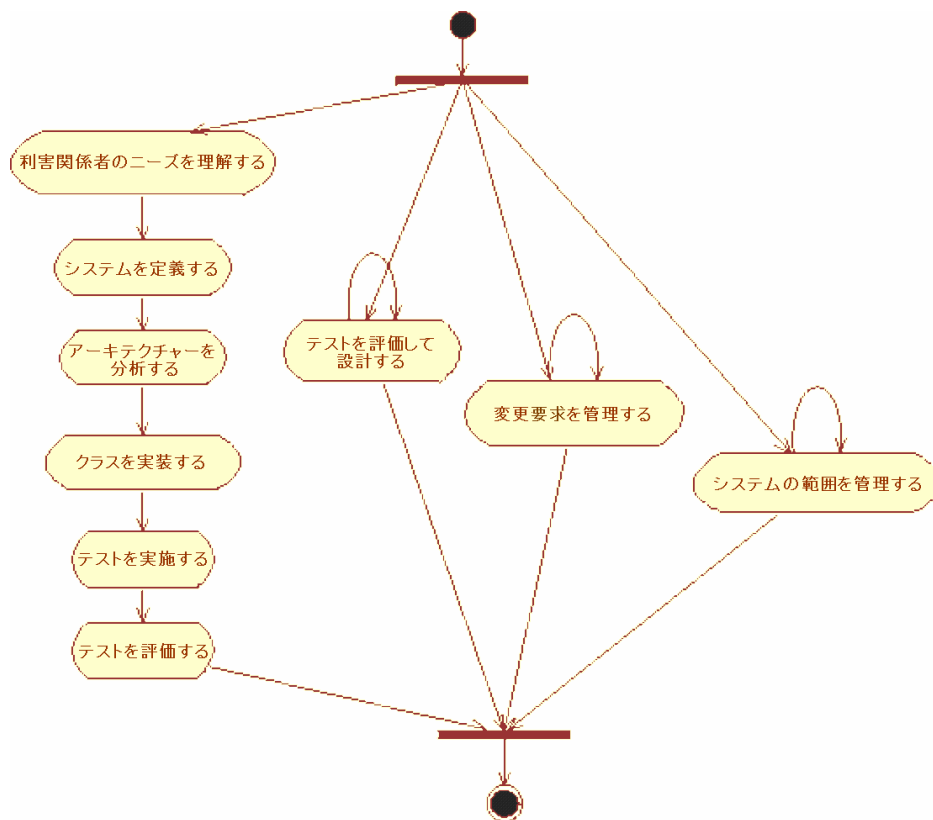 利害関係者のニーズを理解する
システムを定義する
アーキテクチャーを
分析する
クラスを実装する
テストを実施する
テストを評価する
テストを評価して
設計する
変更要求を管理する
システムの範囲を管理する